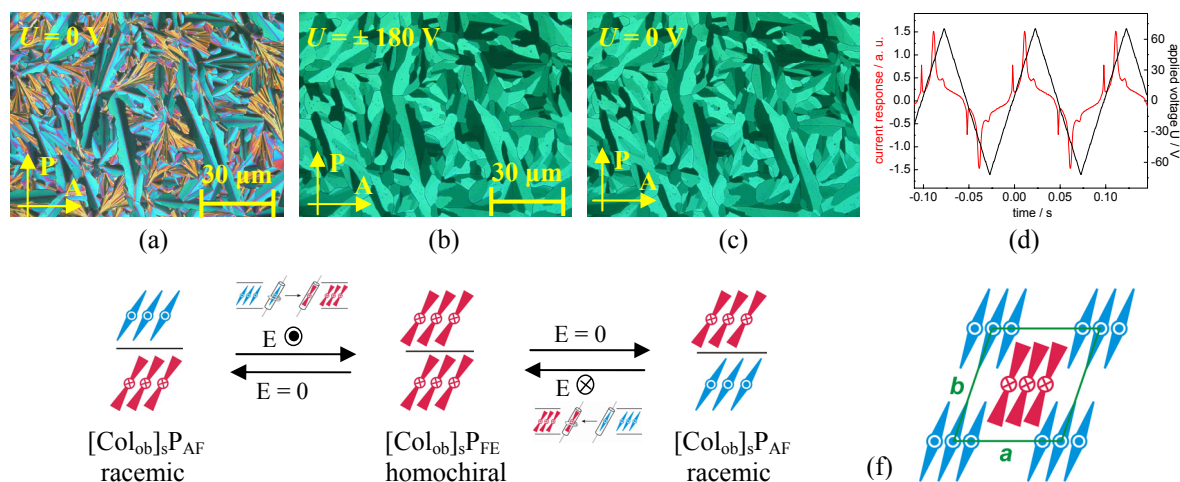 U = 0 V
P
A
30 µm
(a)
U = ± 180 V
P
A
30 µm
(b)
U = 0 V
P
A
(c)
current response / a. u.
1.5
1.0
0.5
0.0
-0.5
-1.0
-1.5
60
30
0
-30
-60
applied voltage U / V
-0.10 -0.05 0.00 0.05 0.10
time / s
(d)
E ⊙
E = 0
E = 0
E ⊗
[Col_ob]_sP_AF
racemic
[Col_ob]_sP_FE
homochiral
[Col_ob]_sP_AF
racemic
b
a
(f)